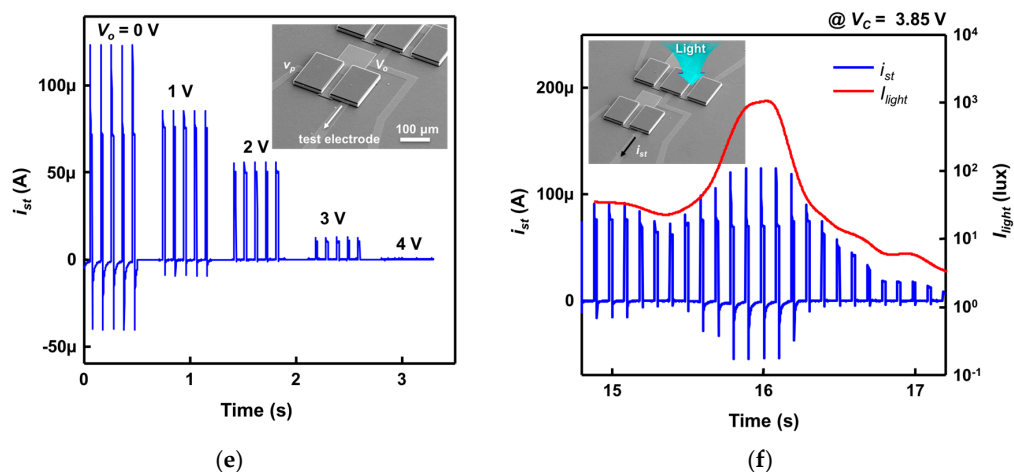 V_o = 0 V
1 V
2 V
3 V
4 V
v_p
V_o
test electrode
100 µm
100µ
50µ
0
-50µ
i_st (A)
0
1
2
3
Time (s)
(e)
@ V_C = 3.85 V
Light
i_st
i_st
I_light
200µ
100µ
0
i_st (A)
10^4
10^3
10^2
10^1
10^0
10^-1
I_light (lux)
15
16
17
Time (s)
(f)